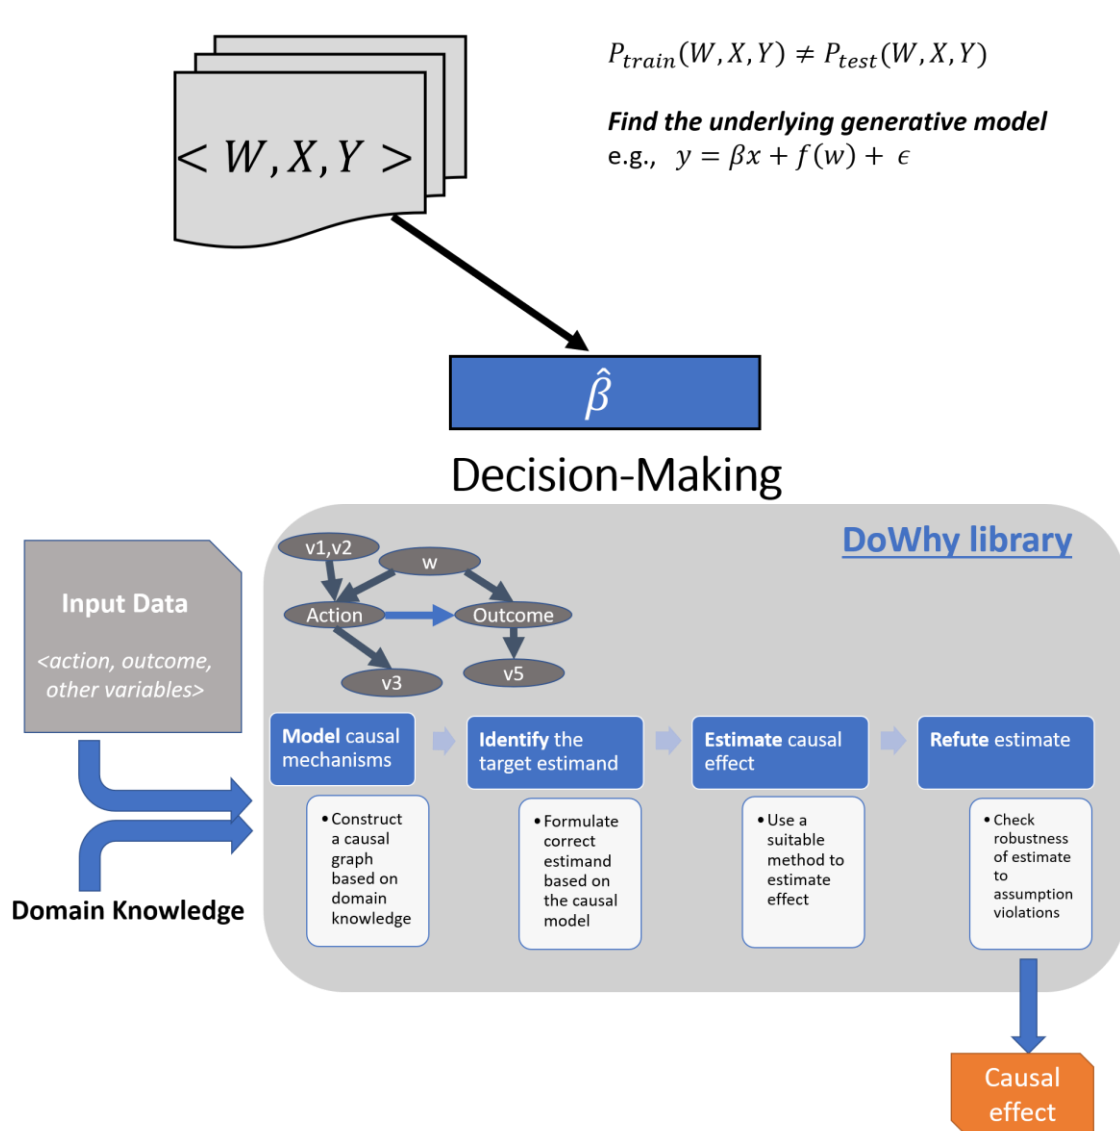 P_train(W, X, Y) ≠ P_test(W, X, Y)
Find the underlying generative model
e.g., y = βx + f(w) + ϵ
< W, X, Y >
β̂
Decision-Making
DoWhy library
v1,v2
w
Action
Outcome
v3
v5
Input Data
<action, outcome,
other variables>
Domain Knowledge
Model causal
mechanisms
Identify the
target estimand
Estimate causal
effect
Refute estimate
• Construct
a causal
graph
based on
domain
knowledge
• Formulate
correct
estimand
based on
the causal
model
• Use a
suitable
method to
estimate
effect
• Check
robustness
of estimate
to
assumption
violations
Causal
effect